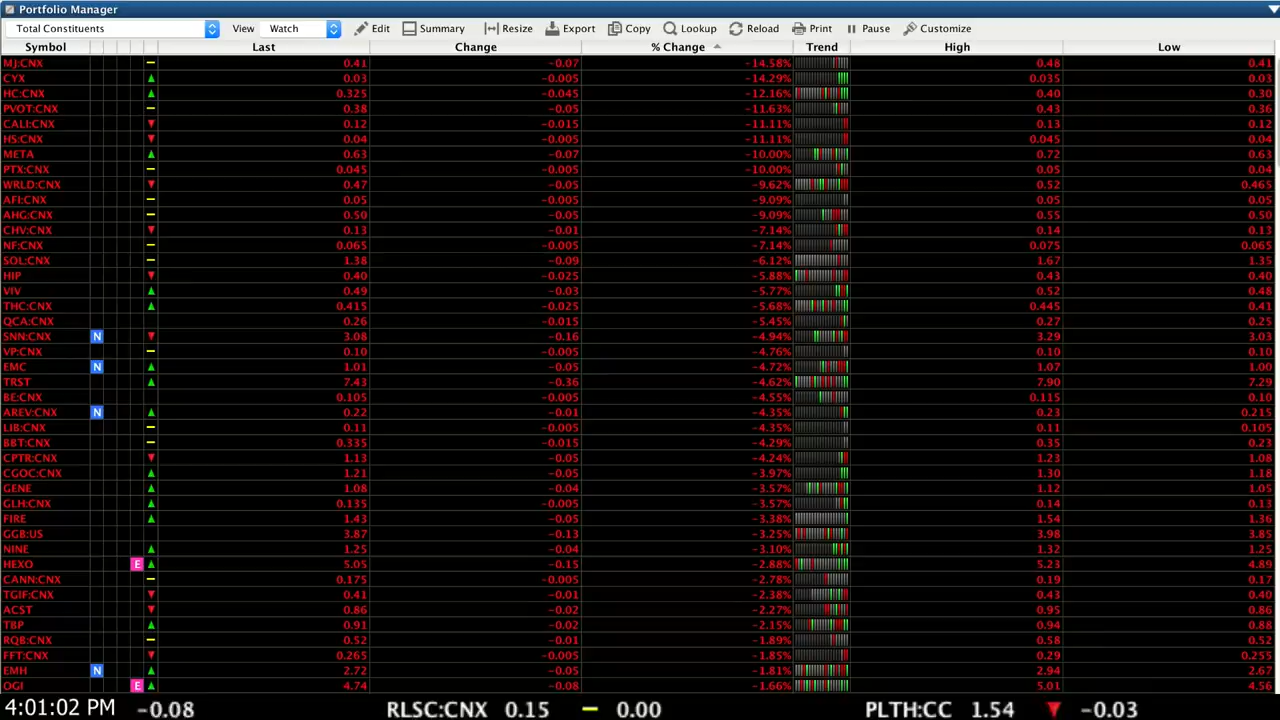 Portfolio Manager
Total Constituents View Watch Edit Summary Resize Export Copy Lookup Reload Print Pause Customize
Symbol Last Change % Change Trend High Low
MJ:CNX 0.41 -0.07 -14.58% 0.48 0.41
CYX 0.03 -0.005 -14.29% 0.035 0.03
HC:CNX 0.325 -0.045 -12.16% 0.40 0.30
PVOT:CNX 0.38 -0.05 -11.63% 0.43 0.36
CALI:CNX 0.12 -0.015 -11.11% 0.13 0.12
HS:CNX 0.04 -0.005 -11.11% 0.045 0.04
META 0.63 -0.07 -10.00% 0.72 0.63
PTX:CNX 0.045 -0.005 -10.00% 0.05 0.04
WRLD:CNX 0.47 -0.05 -9.62% 0.52 0.465
AFI:CNX 0.05 -0.005 -9.09% 0.05 0.05
AHG:CNX 0.50 -0.05 -9.09% 0.55 0.50
CHV:CNX 0.13 -0.01 -7.14% 0.14 0.13
NF:CNX 0.065 -0.005 -7.14% 0.075 0.065
SOL:CNX 1.38 -0.09 -6.12% 1.67 1.35
HIP 0.40 -0.025 -5.88% 0.43 0.40
VIV 0.49 -0.03 -5.77% 0.52 0.48
THC:CNX 0.415 -0.025 -5.68% 0.445 0.41
QCA:CNX 0.26 -0.015 -5.45% 0.27 0.25
SNN:CNX N 3.08 -0.16 -4.94% 3.29 3.03
VP:CNX 0.10 -0.005 -4.76% 0.10 0.10
EMC N 1.01 -0.05 -4.72% 1.07 1.00
TRST 7.43 -0.36 -4.62% 7.90 7.29
BE:CNX 0.105 -0.005 -4.55% 0.115 0.10
AREV:CNX N 0.22 -0.01 -4.35% 0.23 0.215
LIB:CNX 0.11 -0.005 -4.35% 0.11 0.105
BBT:CNX 0.335 -0.015 -4.29% 0.35 0.23
CPTR:CNX 1.13 -0.05 -4.24% 1.23 1.08
CGOC:CNX 1.21 -0.05 -3.97% 1.30 1.18
GENE 1.08 -0.04 -3.57% 1.12 1.05
GLH:CNX 0.135 -0.005 -3.57% 0.14 0.13
FIRE 1.43 -0.05 -3.38% 1.54 1.36
GGB:US 3.87 -0.13 -3.25% 3.98 3.85
NINE 1.25 -0.04 -3.10% 1.32 1.25
HEXO E 5.05 -0.15 -2.88% 5.23 4.89
CANN:CNX 0.175 -0.005 -2.78% 0.19 0.17
TGIF:CNX 0.41 -0.01 -2.38% 0.43 0.40
ACST 0.86 -0.02 -2.27% 0.95 0.86
TBP 0.91 -0.02 -2.15% 0.94 0.88
RQB:CNX 0.52 -0.01 -1.89% 0.58 0.52
FFT:CNX 0.265 -0.005 -1.85% 0.29 0.255
EMH N 2.72 -0.05 -1.81% 2.94 2.67
OGI E 4.74 -0.08 -1.66% 5.01 4.56
4:01:02 PM -0.08 RLSC:CNX 0.15 0.00 PLTH:CC 1.54 -0.03